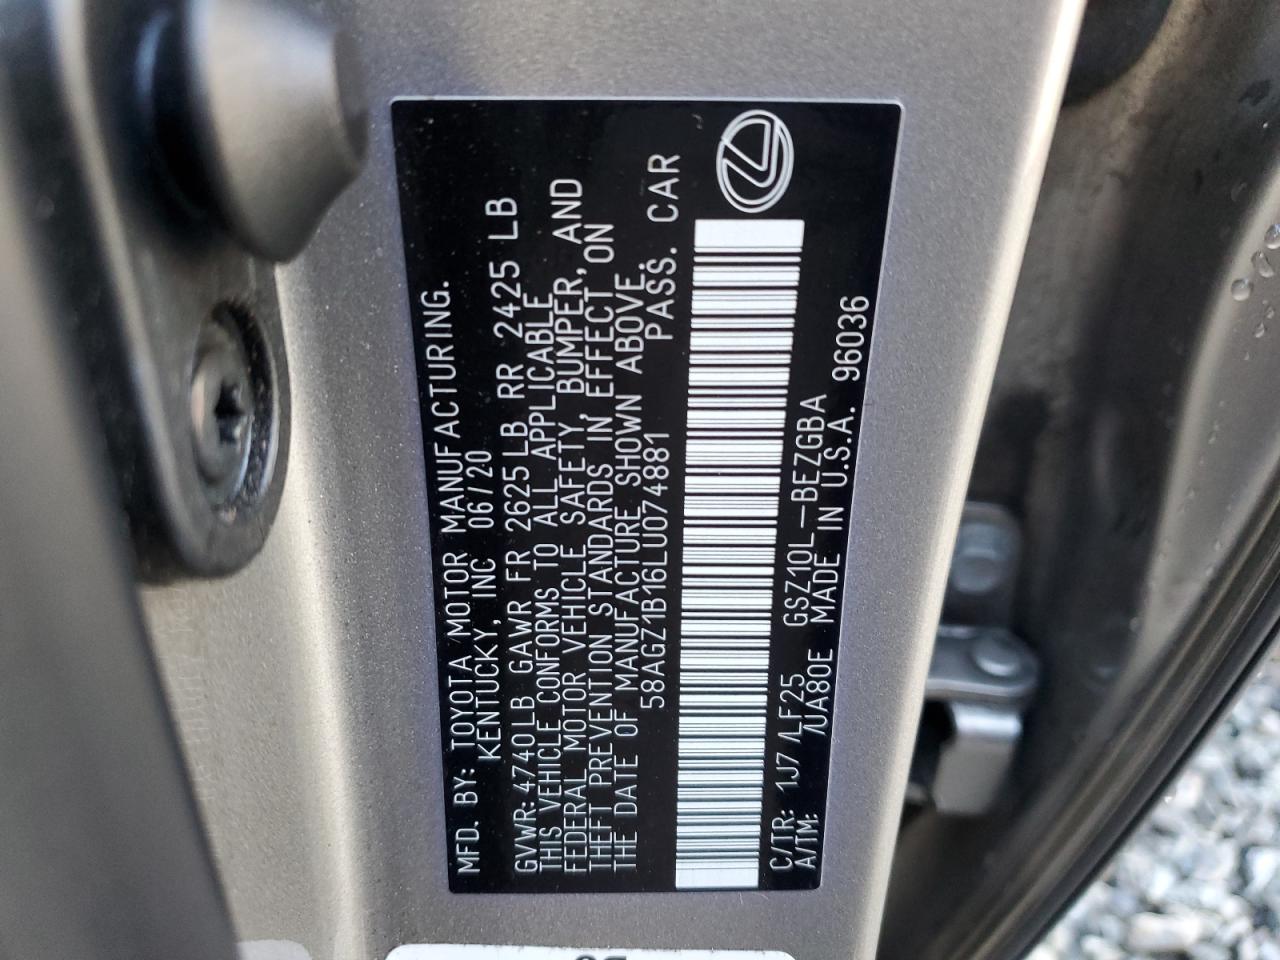 MFD. BY: TOYOTA MOTOR MANUFACTURING.
KENTUCKY, INC 06/20
GVWR: 4740LB GAWR FR 2625LB RR 2425 LB
THIS VEHICLE CONFORMS TO ALL APPLICABLE
FEDERAL MOTOR VEHICLE SAFETY, BUMPER, AND
THEFT PREVENTION STANDARDS IN EFFECT ON
THE DATE OF MANUFACTURE SHOWN ABOVE.
58AGZ1B16LU074881 PASS. CAR
C/TR: 1J7 /LF25 GSZ10L-BEZGBA
A/TM: /UA80E MADE IN U.S.A. 96036